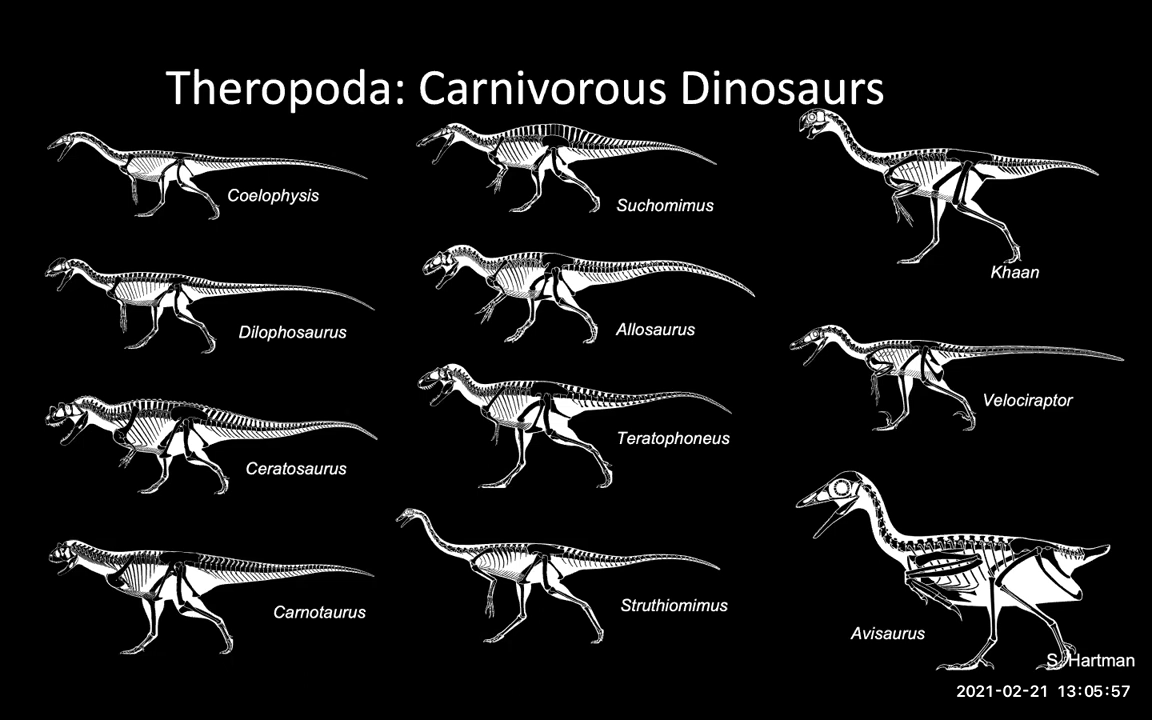 Theropoda: Carnivorous Dinosaurs
Coelophysis
Suchomimus
Khaan
Dilophosaurus
Allosaurus
Velociraptor
Ceratosaurus
Teratophoneus
Carnotaurus
Struthiomimus
Avisaurus
S. Hartman
2021-02-21 13:05:57